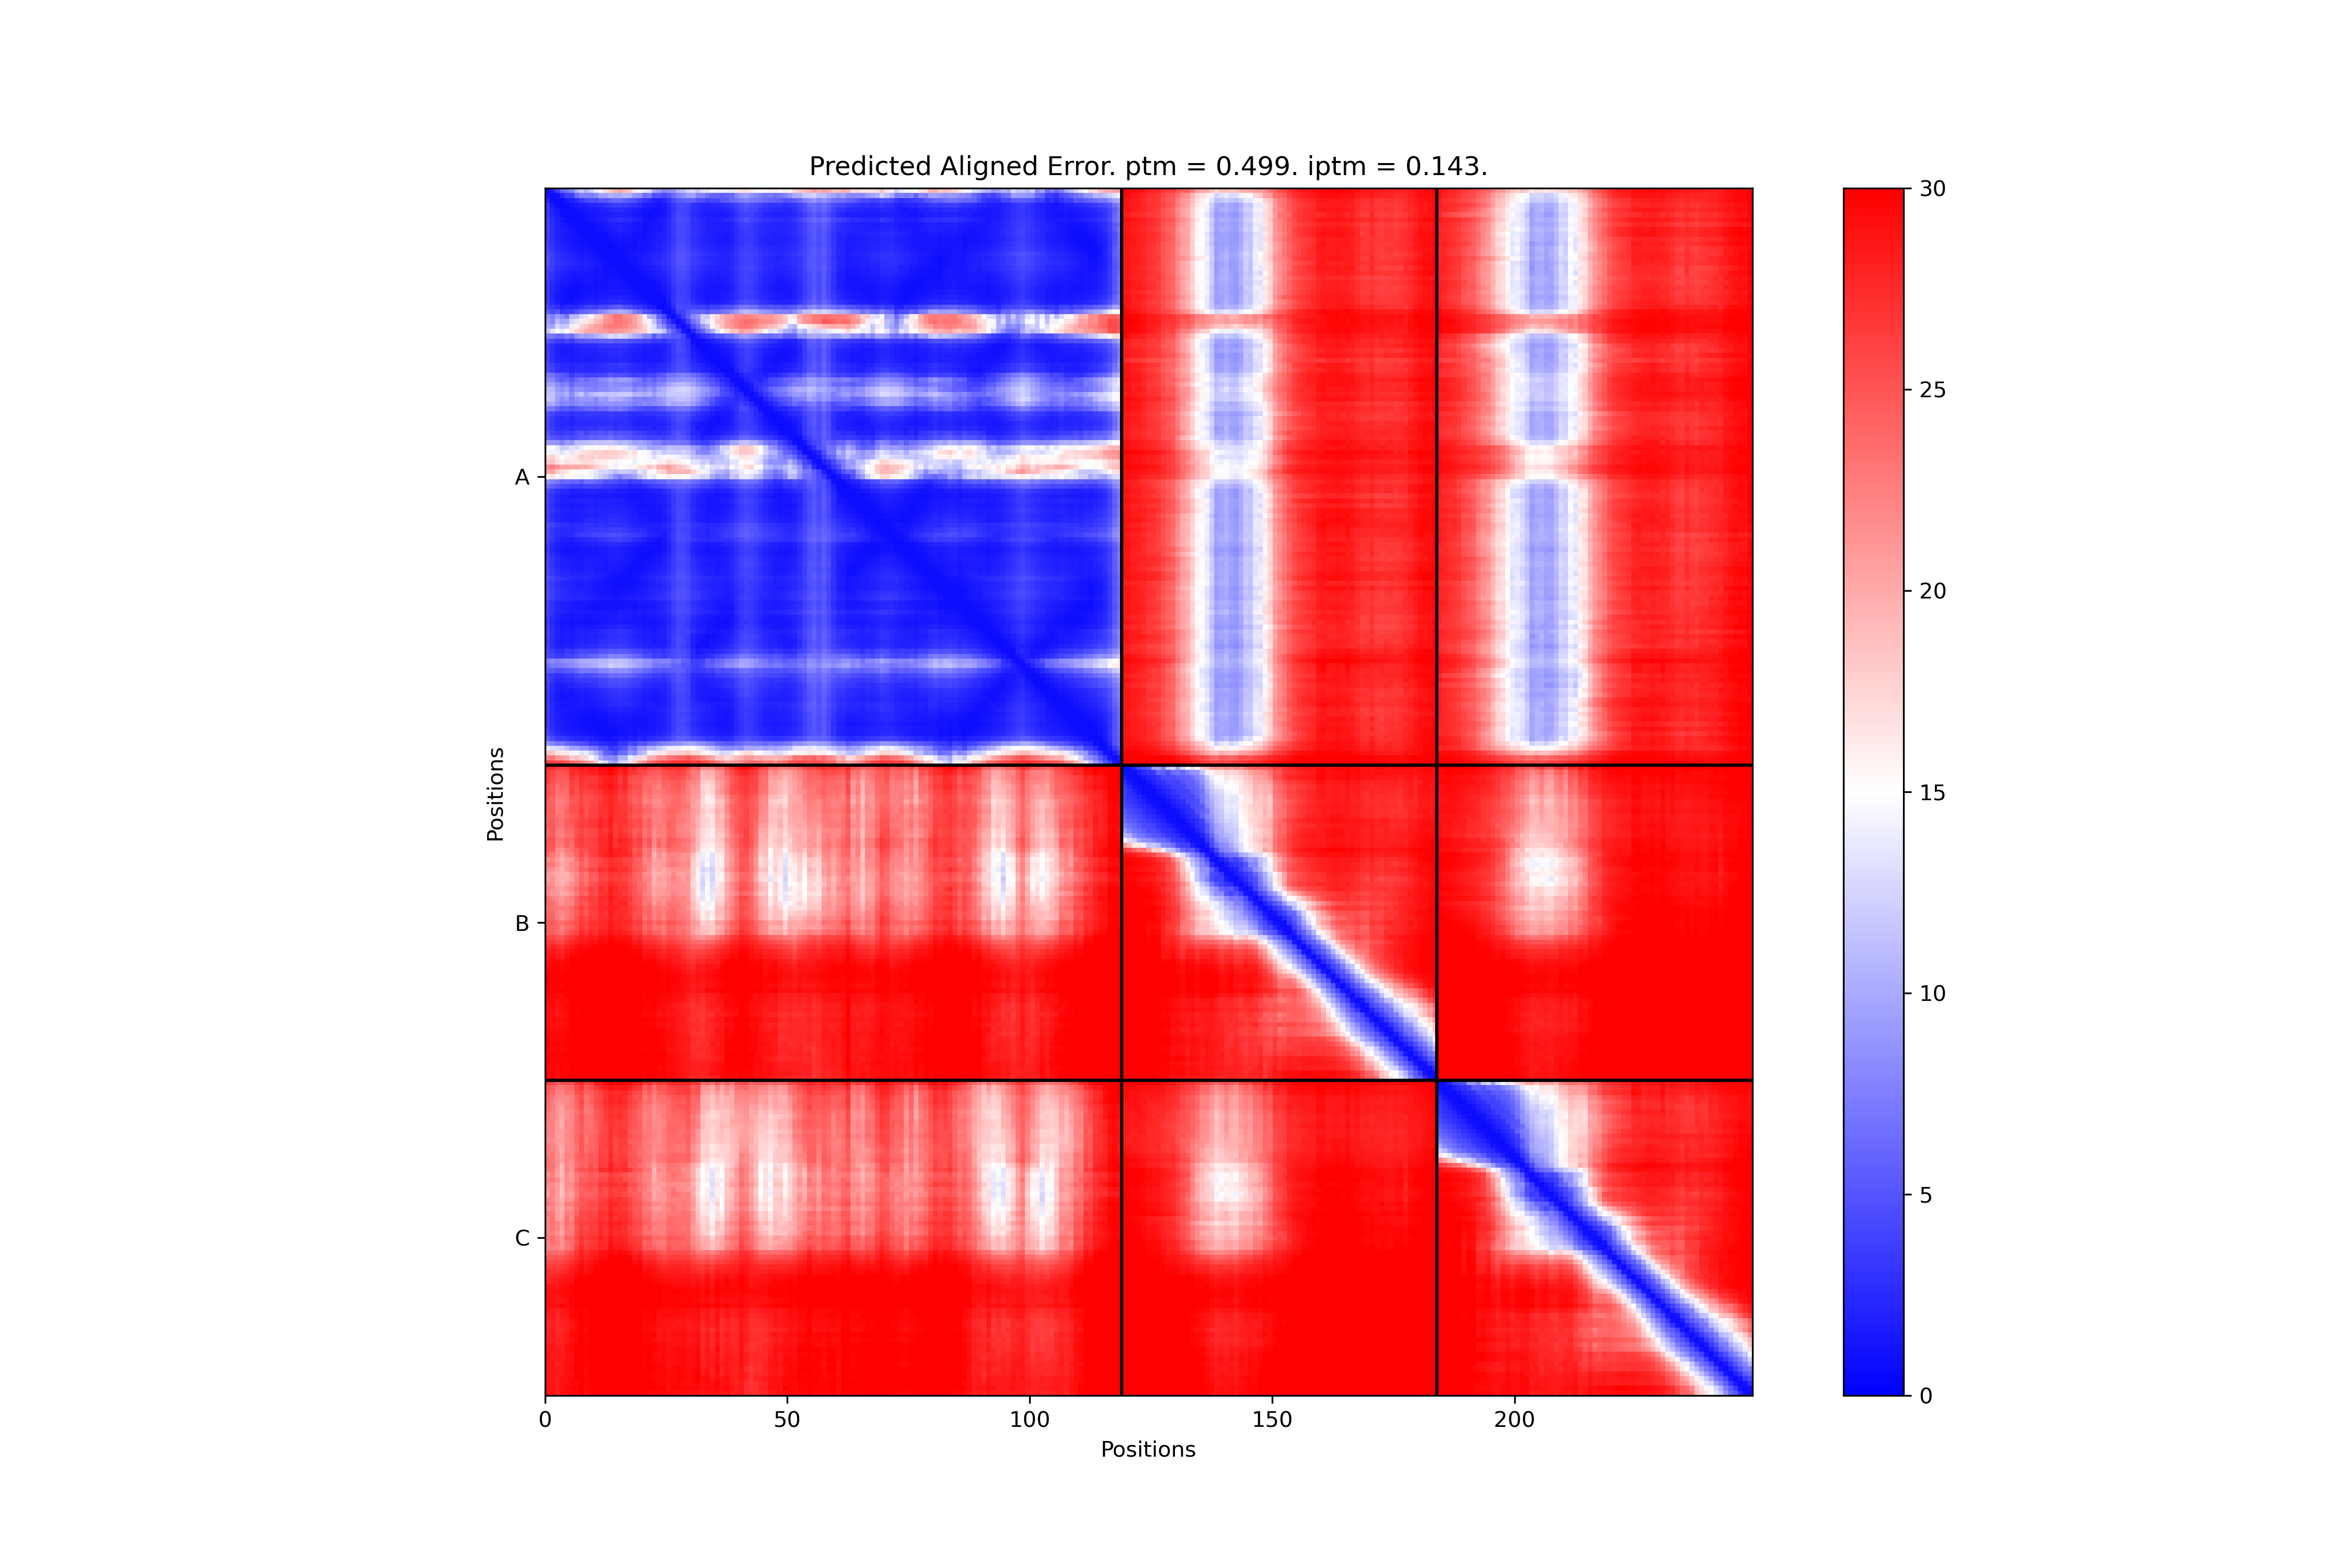 Predicted Aligned Error. ptm = 0.499. iptm = 0.143.
A
B
C
Positions
0
50
100
150
200
Positions
30
25
20
15
10
5
0